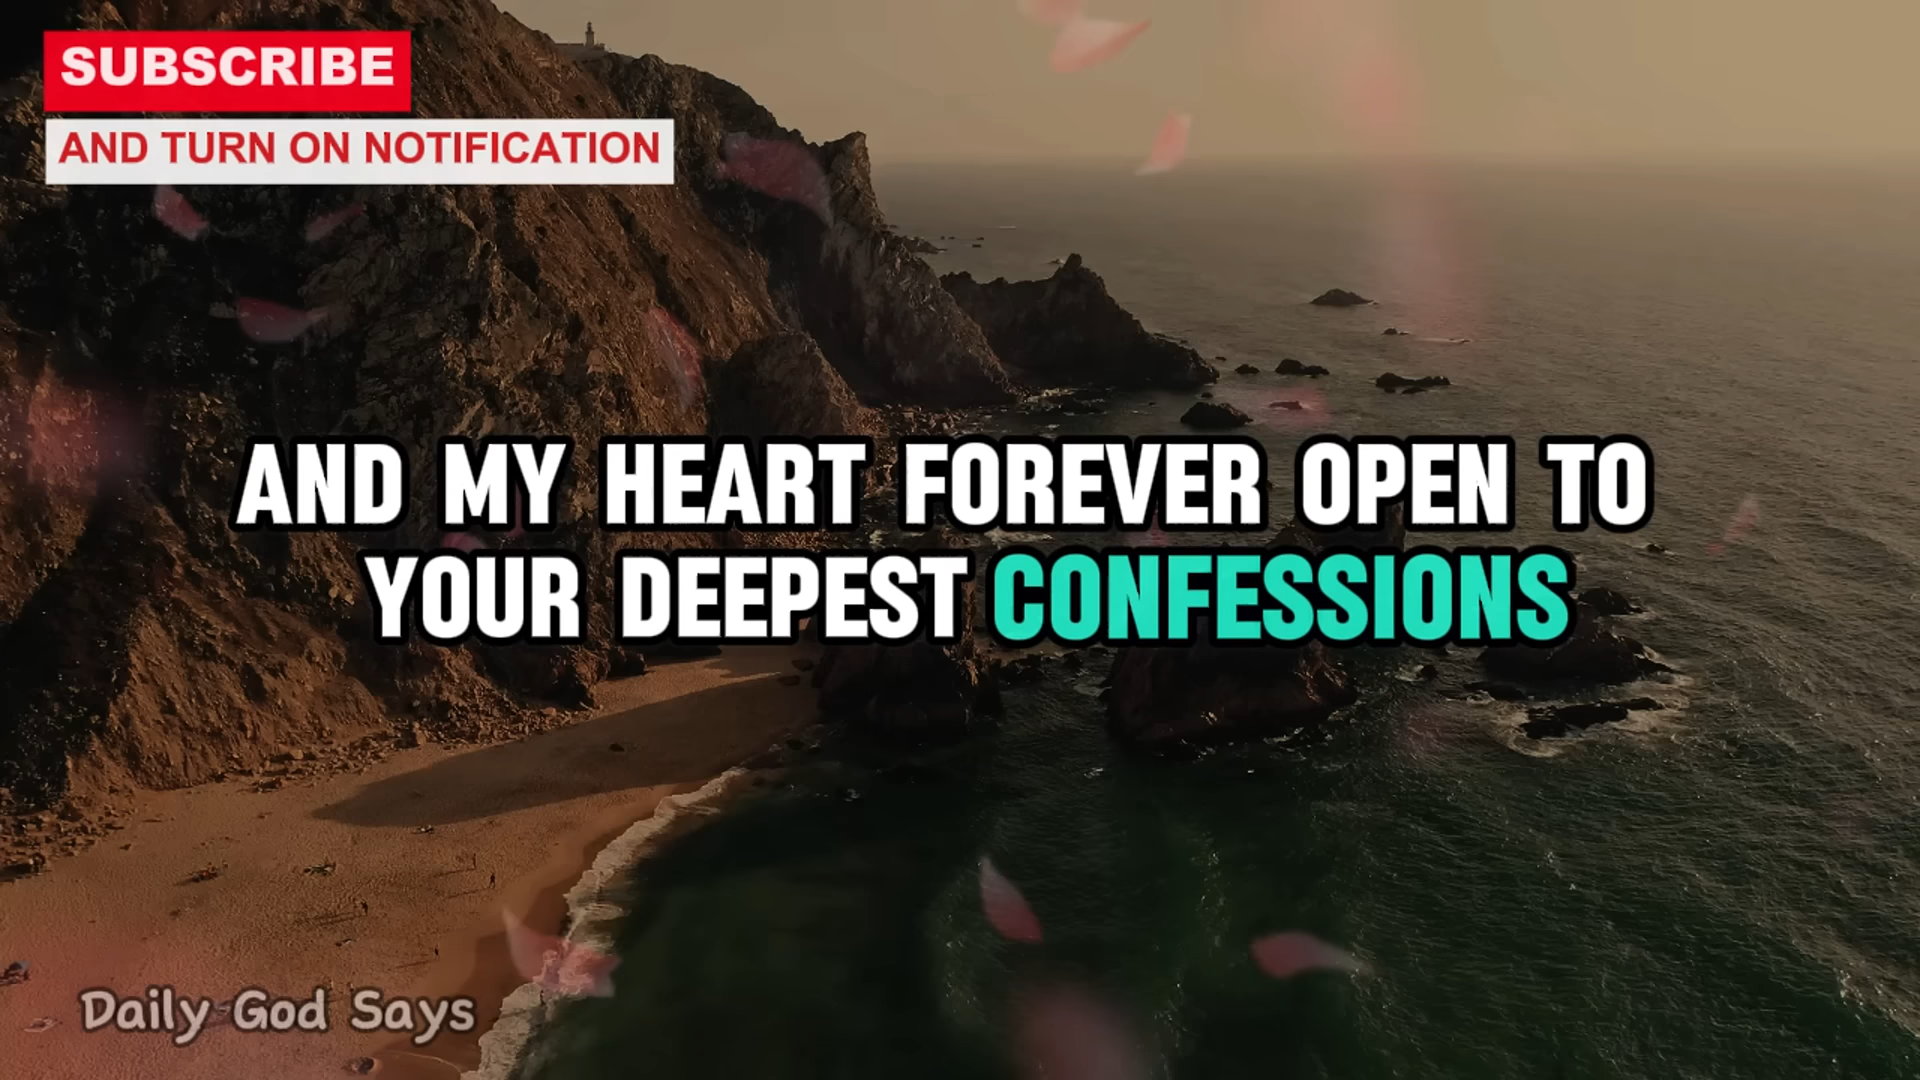 SUBSCRIBE
AND TURN ON NOTIFICATION
AND MY HEART FOREVER OPEN TO
YOUR DEEPEST CONFESSIONS
Daily God Says